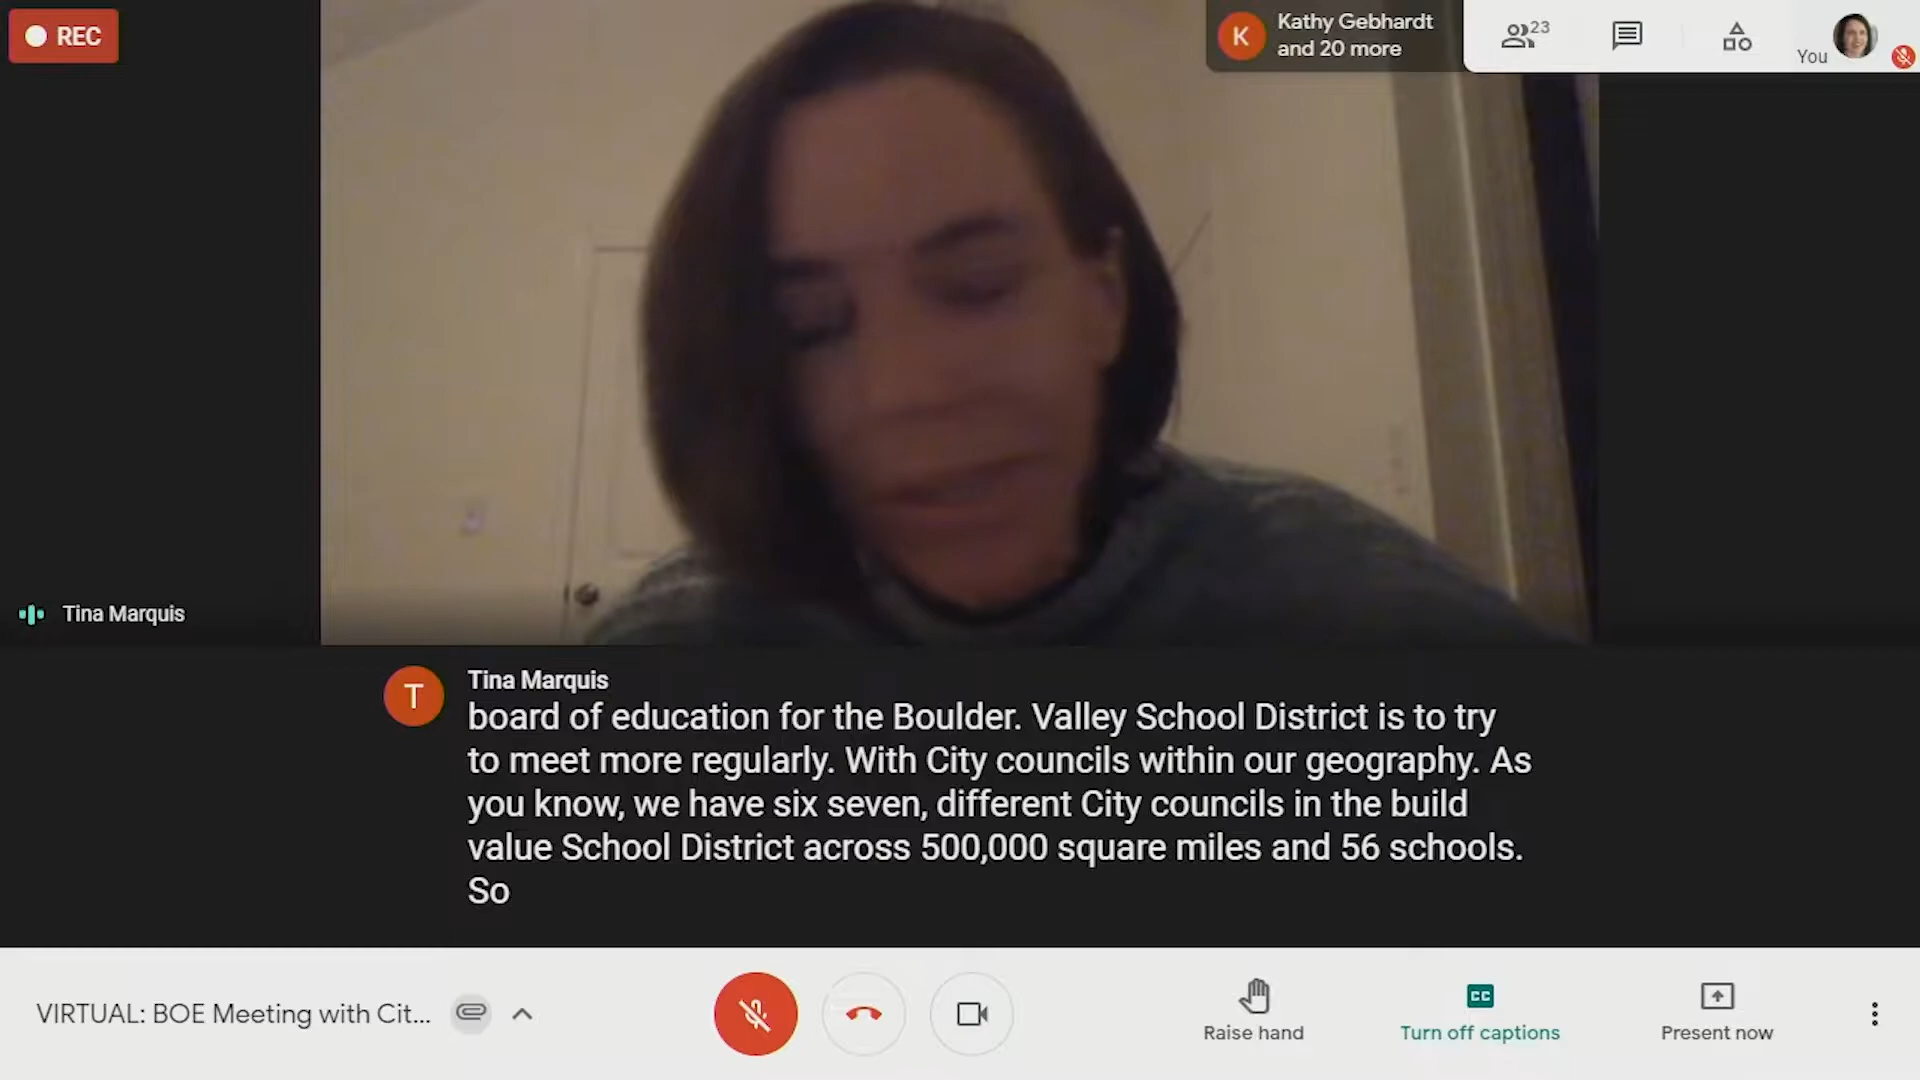 REC
K
Kathy Gebhardt
and 20 more
23
You
Tina Marquis
T
Tina Marquis
board of education for the Boulder. Valley School District is to try
to meet more regularly. With City councils within our geography. As
you know, we have six seven, different City councils in the build
value School District across 500,000 square miles and 56 schools.
So
VIRTUAL: BOE Meeting with Cit...
Raise hand
CC
Turn off captions
Present now